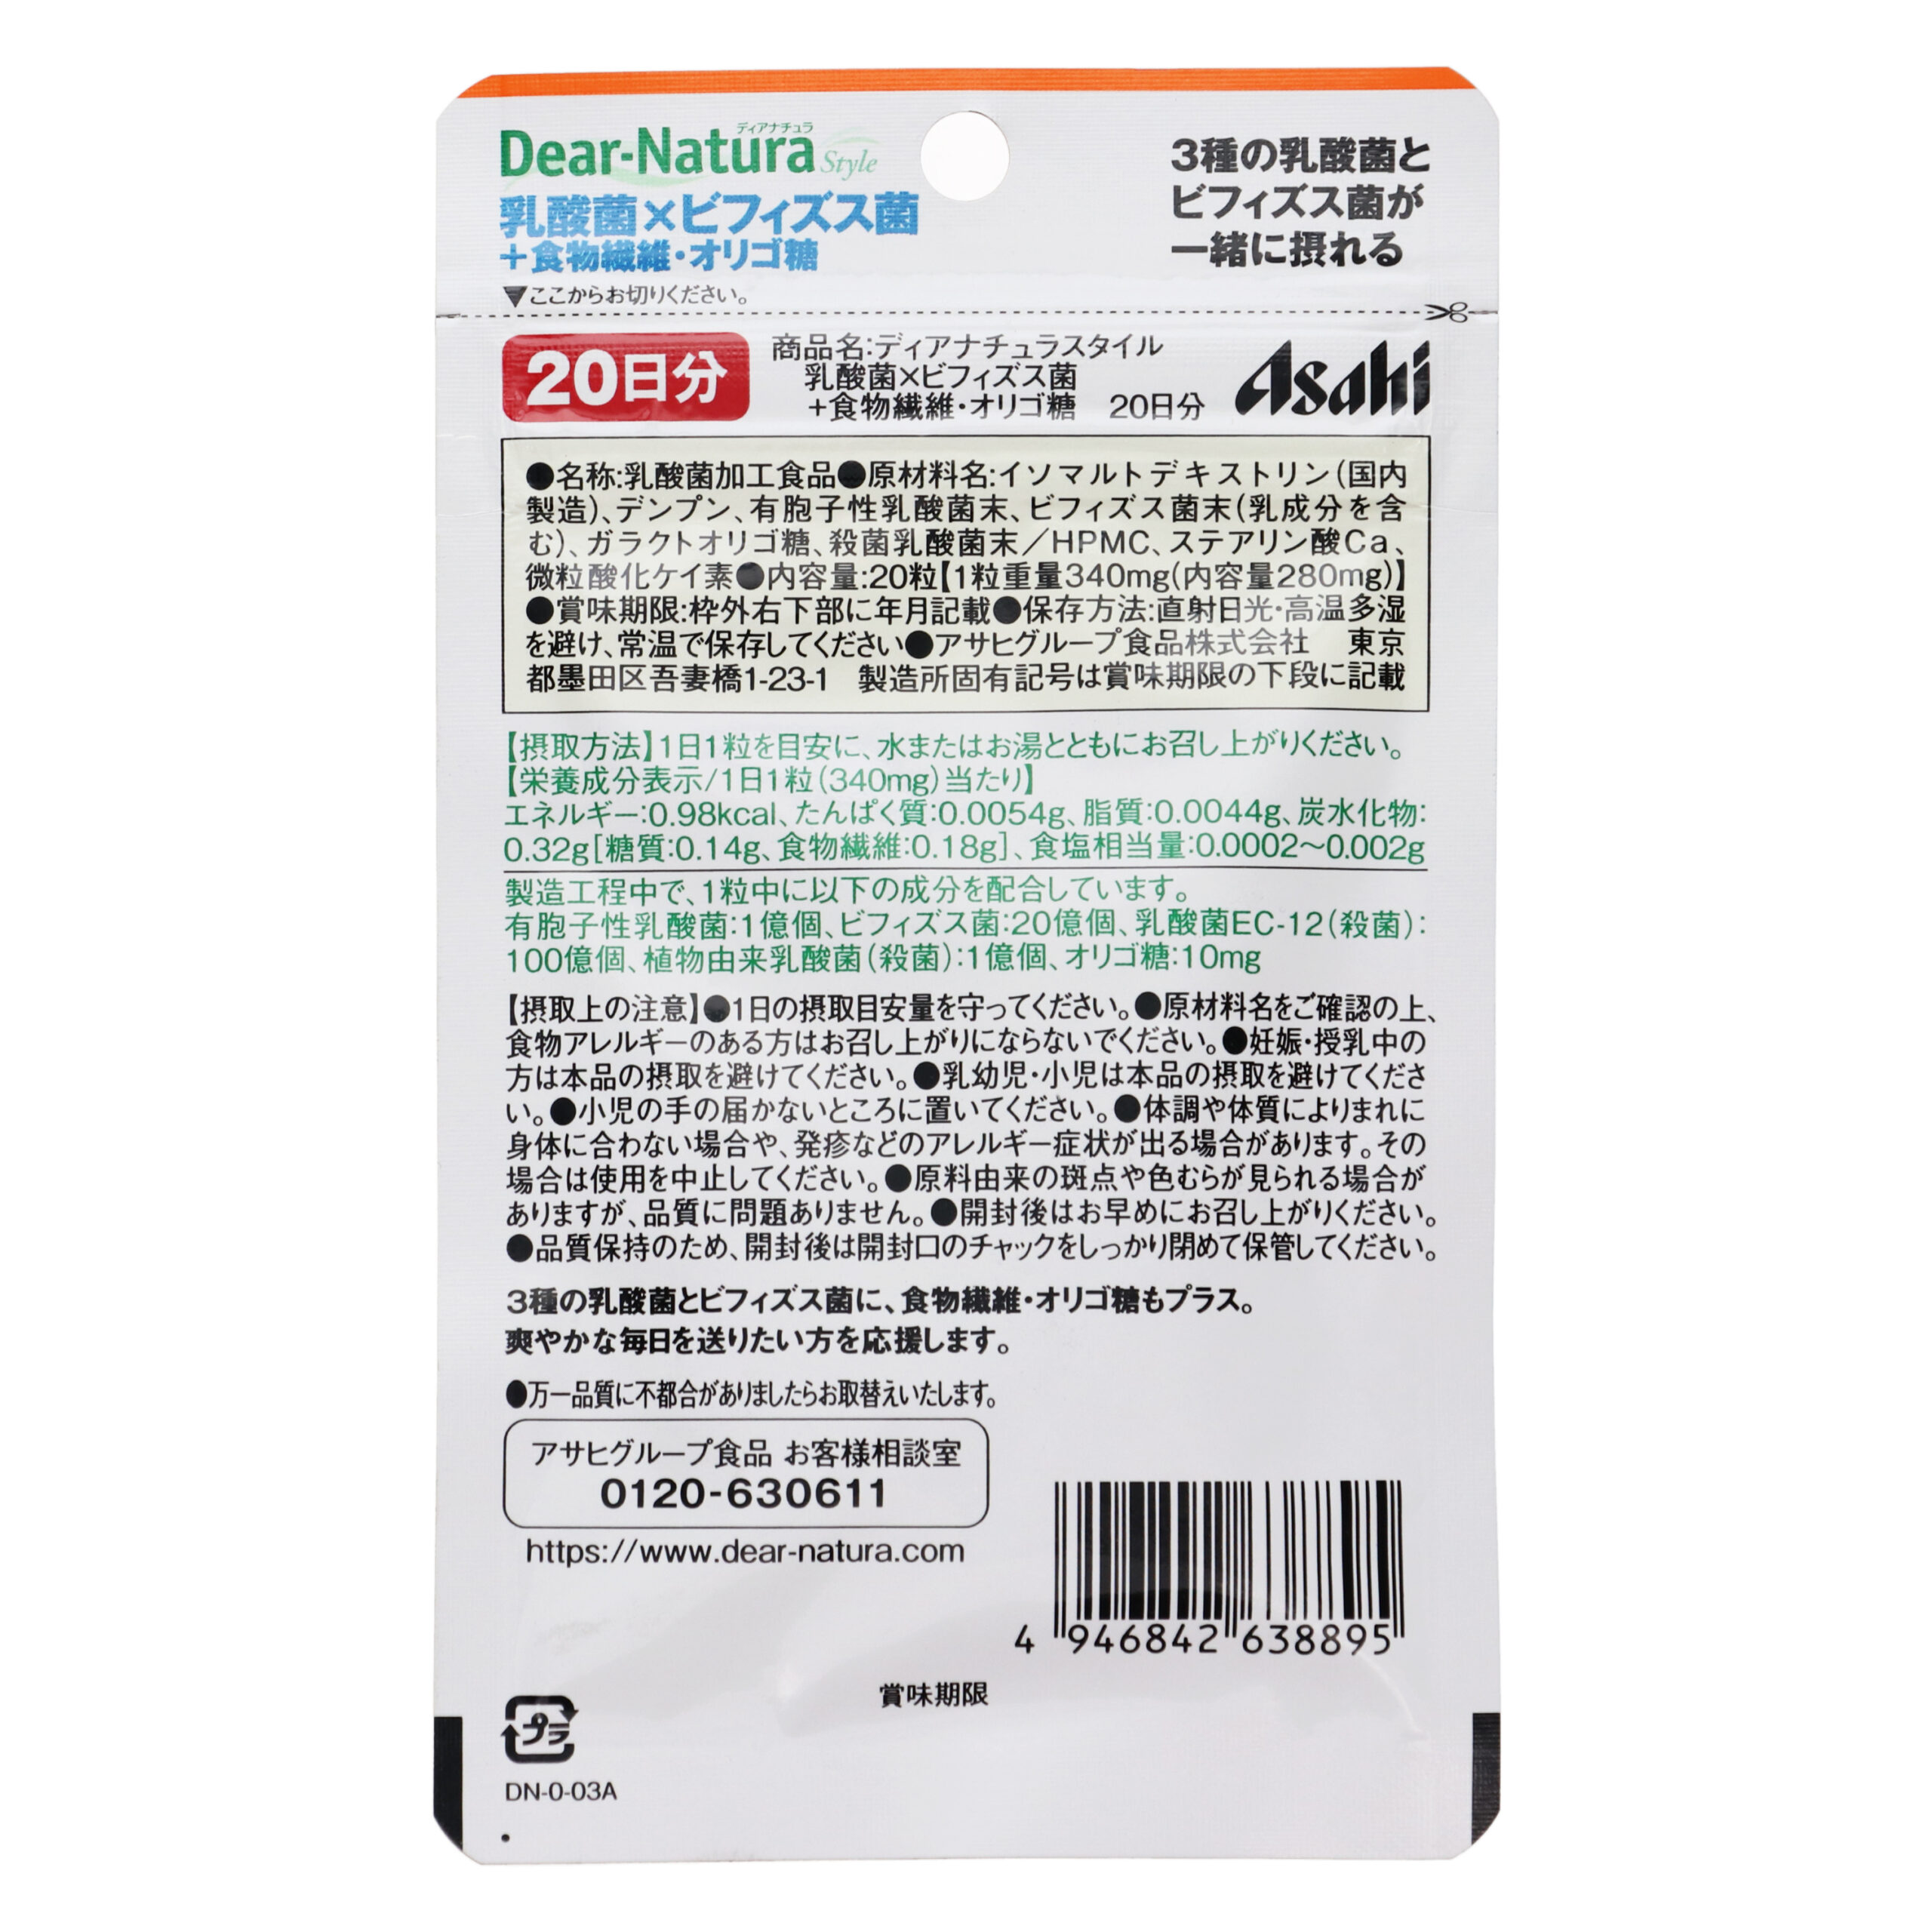 ディアナチュラ
Dear-Natura Style
乳酸菌×ビフィズス菌
+食物繊維・オリゴ糖
3種の乳酸菌と
ビフィズス菌が
一緒に摂れる
▼ここからお切りください。
20日分
商品名:ディアナチュラスタイル
乳酸菌×ビフィズス菌
+食物繊維・オリゴ糖 20日分
Asahi
●名称:乳酸菌加工食品●原材料名:イソマルトデキストリン(国内
製造)、デンプン、有胞子性乳酸菌末、ビフィズス菌末(乳成分を含
む)、ガラクトオリゴ糖、殺菌乳酸菌末/HPMC、ステアリン酸Ca、
微粒酸化ケイ素●内容量:20粒【1粒重量340mg(内容量280mg)】
●賞味期限:枠外右下部に年月記載●保存方法:直射日光・高温多湿
を避け、常温で保存してください●アサヒグループ食品株式会社 東京
都墨田区吾妻橋1-23-1 製造所固有記号は賞味期限の下段に記載
【摂取方法】1日1粒を目安に、水またはお湯とともにお召し上がりください。
【栄養成分表示/1日1粒(340mg)当たり】
エネルギー:0.98kcal、たんぱく質:0.0054g、脂質:0.0044g、炭水化物:
0.32g[糖質:0.14g、食物繊維:0.18g]、食塩相当量:0.0002～0.002g
製造工程中で、1粒中に以下の成分を配合しています。
有胞子性乳酸菌:1億個、ビフィズス菌:20億個、乳酸菌EC-12(殺菌):
100億個、植物由来乳酸菌(殺菌):1億個、オリゴ糖:10mg
【摂取上の注意】●1日の摂取目安量を守ってください。●原材料名をご確認の上、
食物アレルギーのある方はお召し上がりにならないでください。●妊娠・授乳中の
方は本品の摂取を避けてください。●乳幼児・小児は本品の摂取を避けてくださ
い。●小児の手の届かないところに置いてください。●体調や体質によりまれに
身体に合わない場合や、発疹などのアレルギー症状が出る場合があります。その
場合は使用を中止してください。●原料由来の斑点や色むらが見られる場合が
ありますが、品質に問題ありません。●開封後はお早めにお召し上がりください。
●品質保持のため、開封後は開封口のチャックをしっかり閉めて保管してください。
3種の乳酸菌とビフィズス菌に、食物繊維・オリゴ糖もプラス。
爽やかな毎日を送りたい方を応援します。
●万一品質に不都合がありましたらお取替えいたします。
アサヒグループ食品 お客様相談室
0120-630611
https://www.dear-natura.com
4 946842 638895
賞味期限
プラ
DN-0-03A